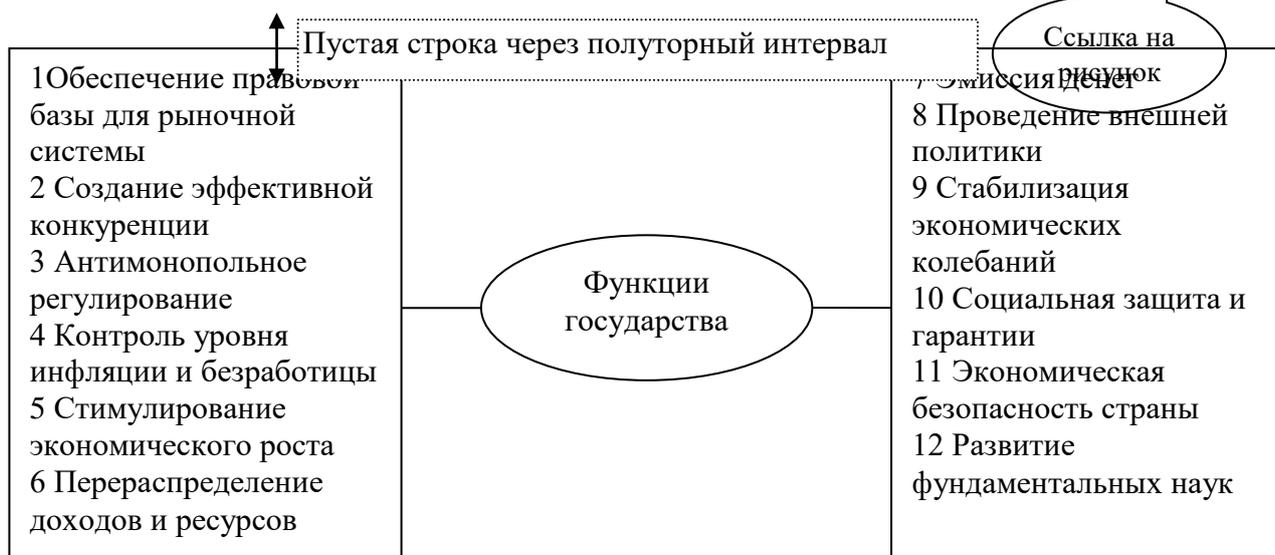 Пустая строка через полуторный интервал
Ссылка на
рисунок
1Обеспечение правовой
базы для рыночной
системы
2 Создание эффективной
конкуренции
3 Антимонопольное
регулирование
4 Контроль уровня
инфляции и безработицы
5 Стимулирование
экономического роста
6 Перераспределение
доходов и ресурсов
Функции
государства
7 Эмиссия денег
8 Проведение внешней
политики
9 Стабилизация
экономических
колебаний
10 Социальная защита и
гарантии
11 Экономическая
безопасность страны
12 Развитие
фундаментальных наук